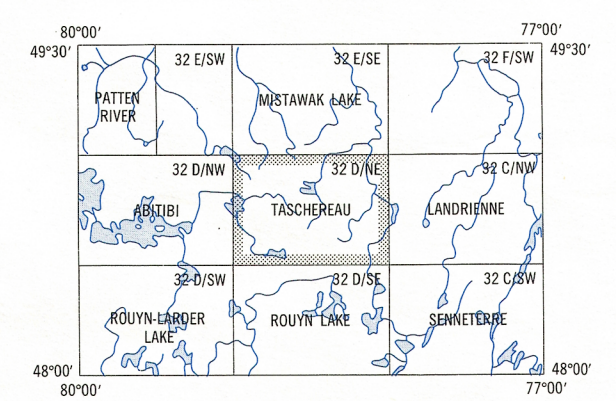 80°00′ 77°00′
49°30′ 49°30′
32 E/SW 32 E/SE 32 F/SW
PATTEN
RIVER
MISTAWAK LAKE
32 D/NW 32 D/NE 32 C/NW
ABITIBI TASCHEREAU LANDRIENNE
32 D/SW 32 D/SE 32 C/SW
ROUYN-LARDER
LAKE
ROUYN LAKE SENNETERRE
48°00′ 48°00′
80°00′ 77°00′